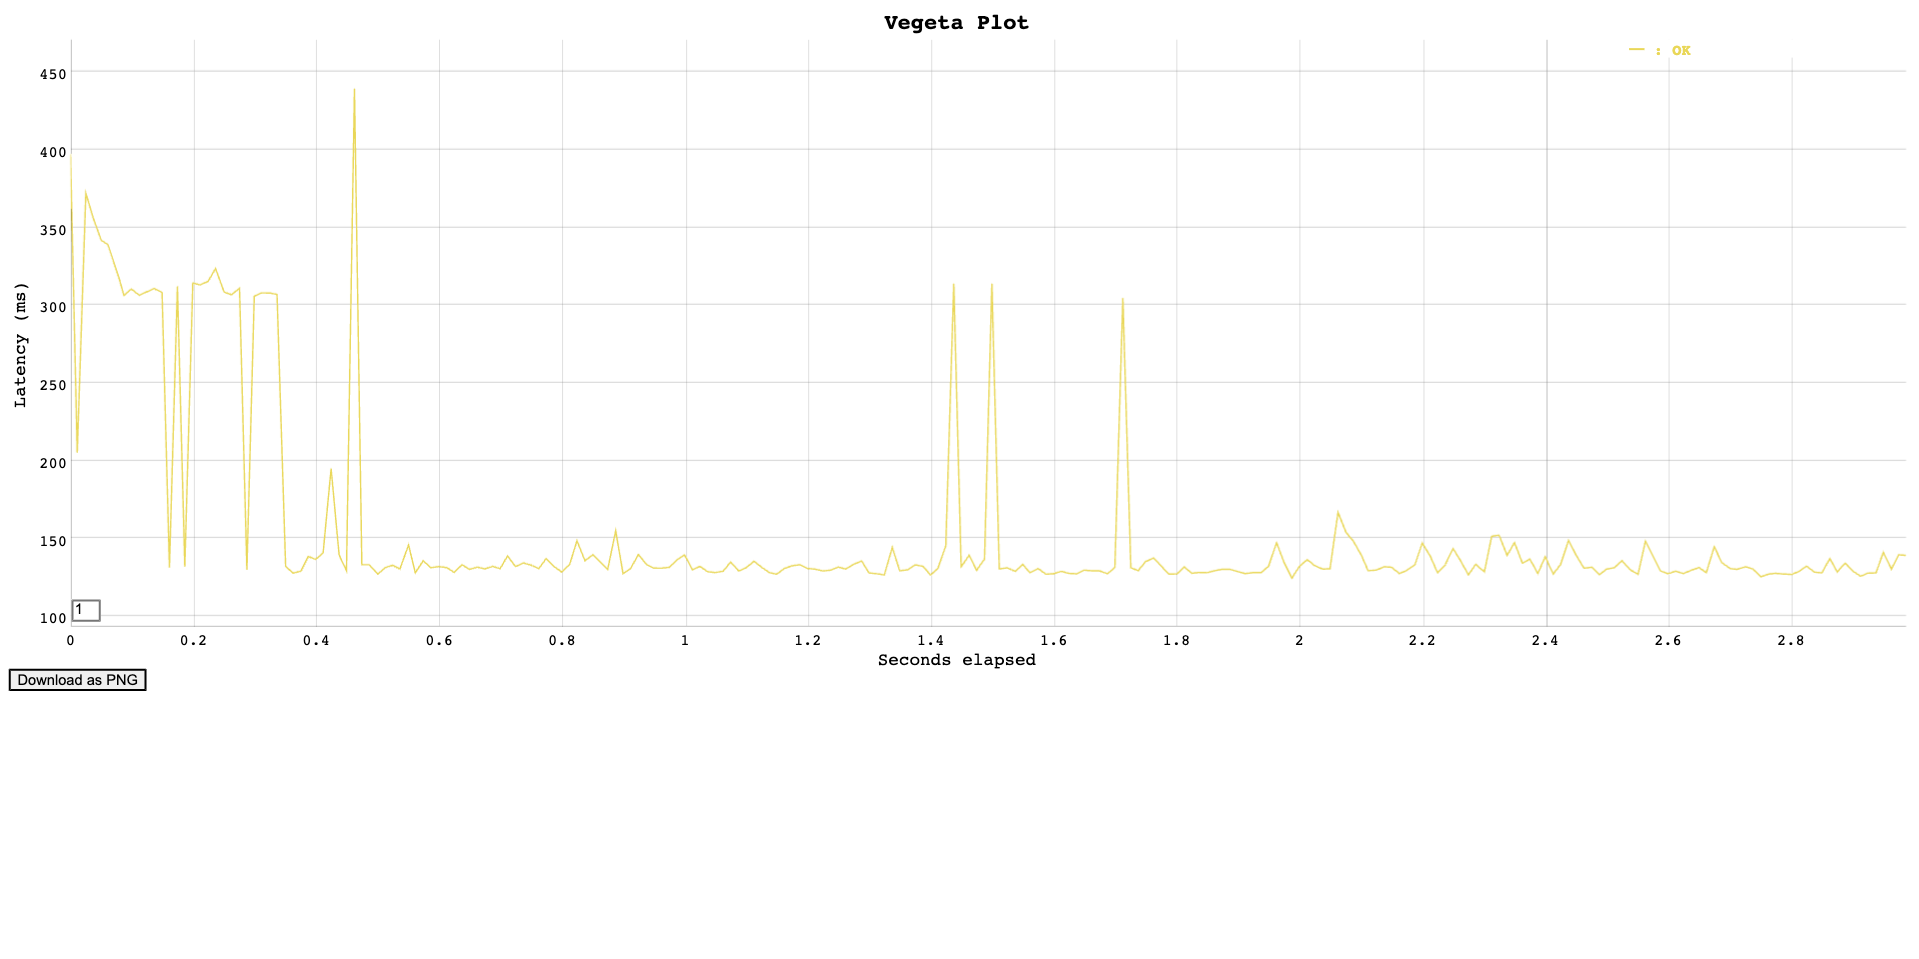 Vegeta Plot
: OK
Latency (ms)
450
400
350
300
250
200
150
100
1
0 0.2 0.4 0.6 0.8 1 1.2 1.4 1.6 1.8 2 2.2 2.4 2.6 2.8
Seconds elapsed
Download as PNG